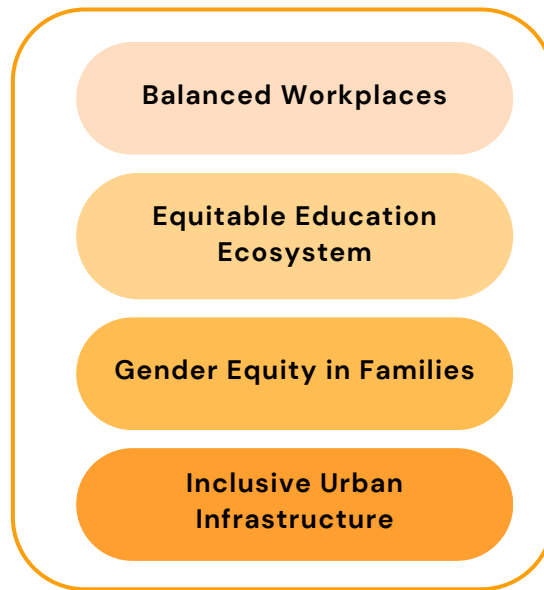 Balanced Workplaces
Equitable Education
Ecosystem
Gender Equity in Families
Inclusive Urban
Infrastructure